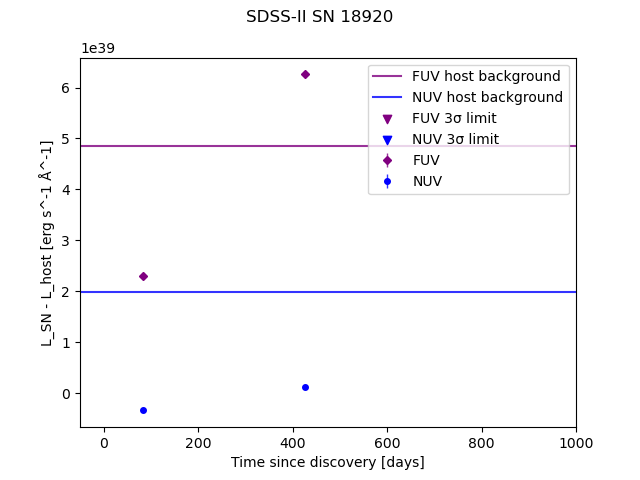 SDSS-II SN 18920
1e39
FUV host background
NUV host background
FUV 3σ limit
NUV 3σ limit
FUV
NUV
L_SN - L_host [erg s^-1 Å^-1]
6
5
4
3
2
1
0
0 200 400 600 800 1000
Time since discovery [days]